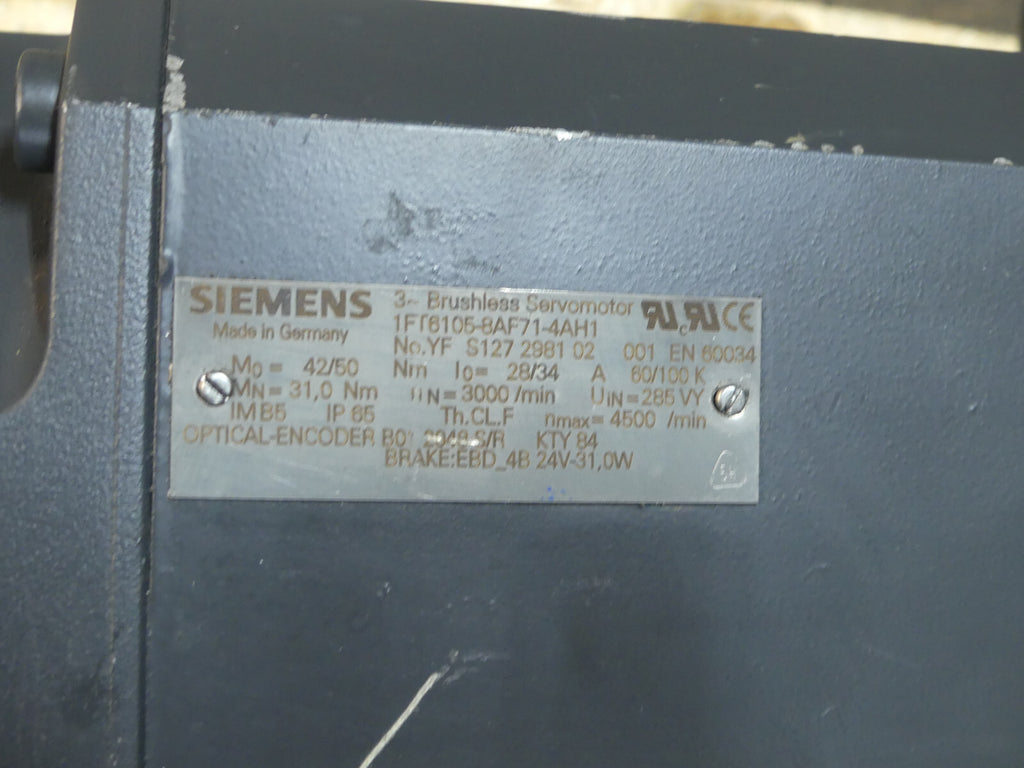 SIEMENS 3~ Brushless Servomotor
Made in Germany 1FT6105-8AF71-4AH1
No.YF S127 2981 02 001 EN 60034
M0 = 42/50 Nm I0 = 28/34 A 60/100 K
MN = 31,0 Nm nN = 3000 /min UIN = 285 VY
IM B5 IP 65 Th.CL.F nmax = 4500 /min
OPTICAL-ENCODER 2048 S/R KTY 84
BRAKE:EBD_4B 24V-31,0W